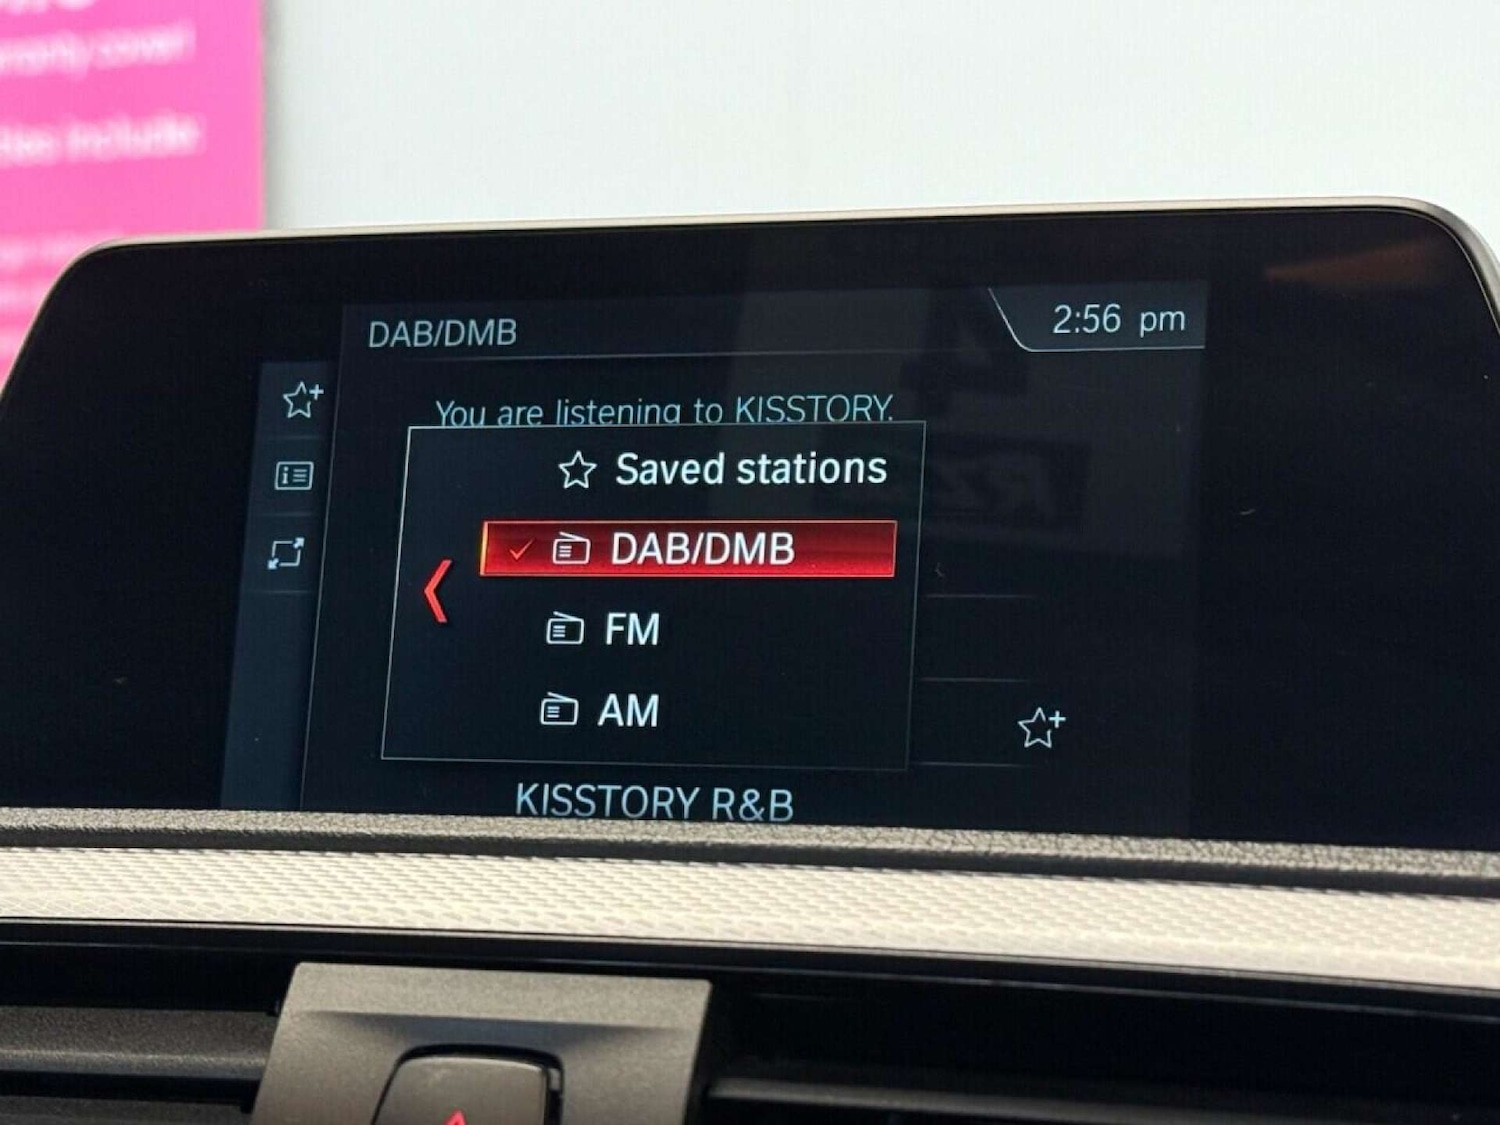 DAB/DMB
2:56 pm
You are listening to KISSTORY.
Saved stations
DAB/DMB
FM
AM
KISSTORY R&B